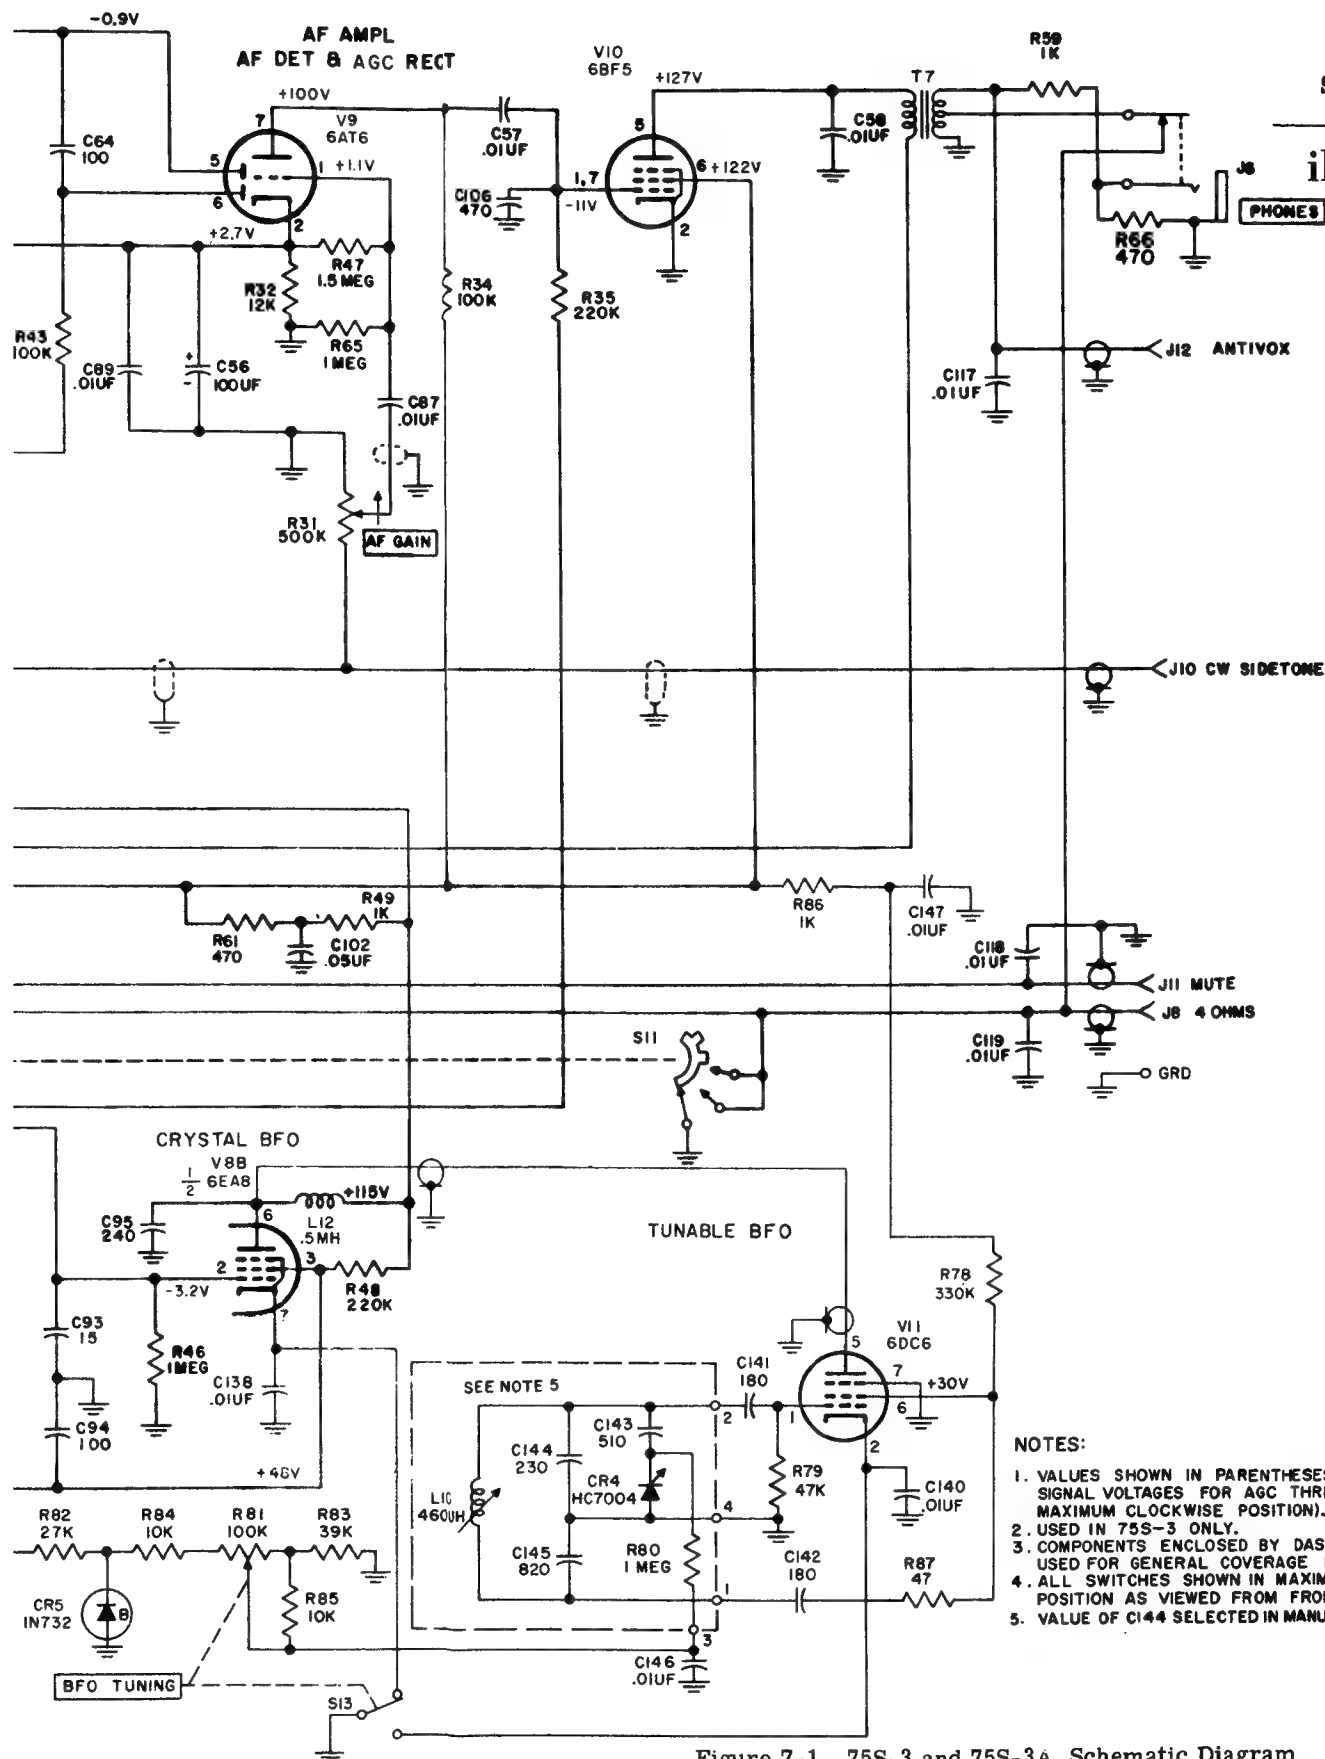 -0.9V
AF AMPL
AF DET & AGC RECT
+100V
V9
6AT6
7
5
6
1
+1.1V
2
+2.7V
C64
100
R47
1.5MEG
R32
12K
R65
1MEG
R43
100K
C89
.01UF
C56
100UF
+
-
C87
.01UF
R31
500K
AF GAIN
C57
.01UF
C106
470
R34
100K
R35
220K
V10
6BF5
+127V
5
1,7
-11V
6
+122V
2
C58
.01UF
T7
R59
1K
J6
PHONES
R66
470
J12 ANTIVOX
C117
.01UF
J10 CW SIDETONE
R49
1K
R61
470
C102
.05UF
R86
1K
C147
.01UF
C118
.01UF
J11 MUTE
J8 4 OHMS
C119
.01UF
GRD
S11
CRYSTAL BFO
V8B
1/2 6EA8
+115V
6
L12
.5MH
C95
240
2
3
-3.2V
7
R48
220K
C93
15
R46
1MEG
C138
.01UF
C94
100
+48V
TUNABLE BFO
R78
330K
V11
6DC6
5
7
+30V
6
1
2
C141
180
SEE NOTE 5
2
C143
510
C144
230
CR4
HC7004
4
R79
47K
C140
.01UF
460UH
C145
820
R80
1 MEG
1
C142
180
R87
47
3
C146
.01UF
R82
27K
R84
10K
R81
100K
R83
39K
CR5
1N732
B
R85
10K
BFO TUNING
S13
NOTES:
1. VALUES SHOWN IN PARENTHESES
SIGNAL VOLTAGES FOR AGC THR
MAXIMUM CLOCKWISE POSITION).
2. USED IN 75S-3 ONLY.
3. COMPONENTS ENCLOSED BY DAS
USED FOR GENERAL COVERAGE
4. ALL SWITCHES SHOWN IN MAXIM
POSITION AS VIEWED FROM FRO
5. VALUE OF C144 SELECTED IN MANU
Figure 7-1. 75S-3 and 75S-3A, Schematic Diagram